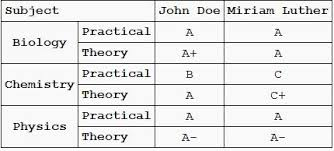 Subject John Doe Miriam Luther
Biology Practical A A
Theory A+ A
Chemistry Practical B C
Theory A C+
Physics Practical A A
Theory A- A-